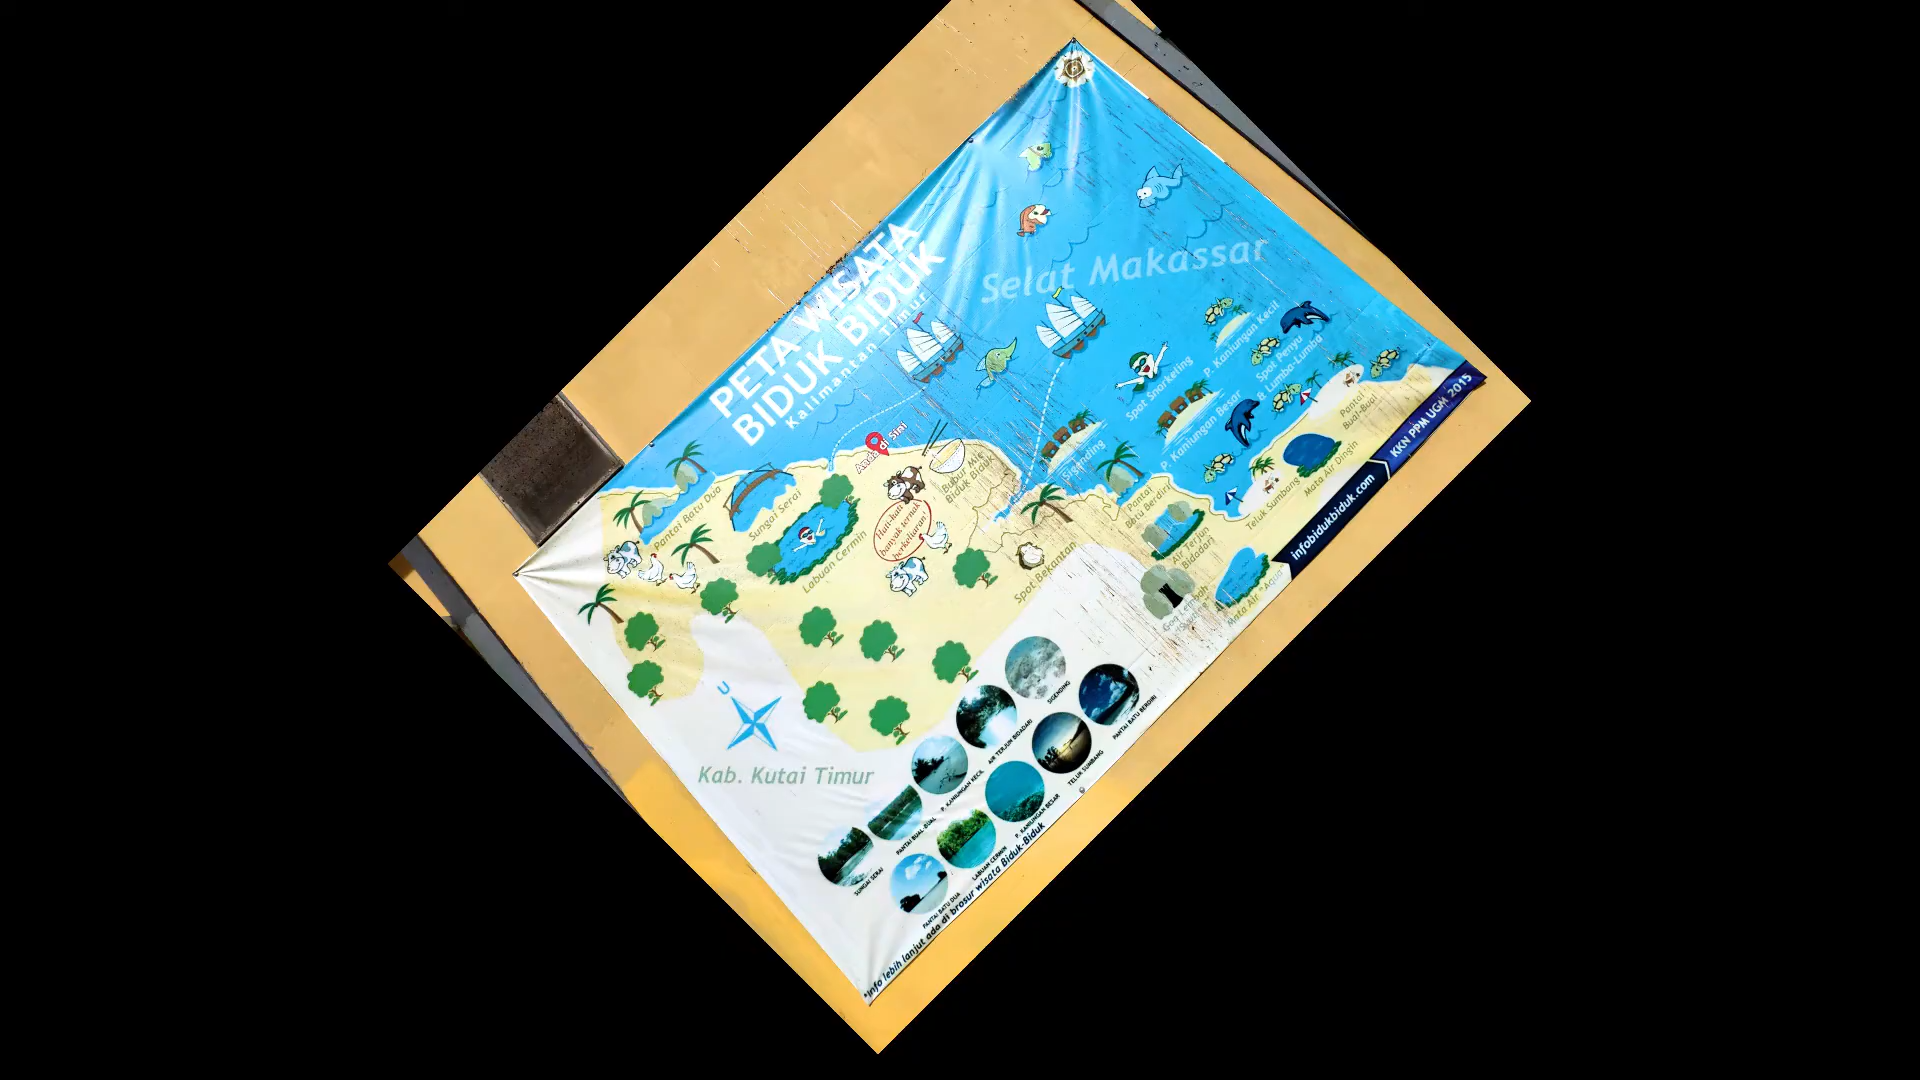 PETA WISATA
BIDUK BIDUK
Kalimantan Timur
Selat Makassar
Pantai Batu Dua
Sungai Serai
Labuan Cermin
Anda di Sini
Hati-hati
banyak ternak
berkeliaran!
Bubur
Biduk Biduk
Spot Bekantan
Sigending
Spot Snorkeling
P. Kaniungan Kecil
P. Kaniungan Besar
Spot Penyu
& Lumba-Lumba
Pantai
Batu Berdiri
Air Terjun
Bidadari
Teluk Sumbang
Mata Air Dingin
Pantai
Bual-Bual
Mata Air "Aqua"
Kab. Kutai Timur
U
SIGENDING
AIR TERJUN BIDADARI
P. KANIUNGAN KECIL
PANTAI BUAL-BUAL
SUNGAI SERAI
PANTAI BATU BERDIRI
TELUK SUMBANG
P. KANIUNGAN BESAR
LABUAN CERMIN
PANTAI BATU DUA
*Info lebih lanjut ada di brosur wisata Biduk-Biduk
infobidukbiduk.com
KKN PPM UGM 2015